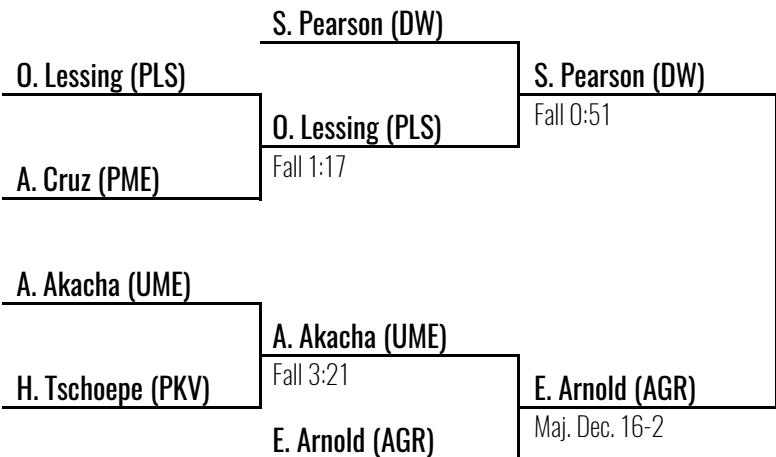 S. Pearson (DW)
O. Lessing (PLS)
S. Pearson (DW)
Fall 0:51
O. Lessing (PLS)
Fall 1:17
A. Cruz (PME)
A. Akacha (UME)
A. Akacha (UME)
Fall 3:21
H. Tschoepe (PKV)
E. Arnold (AGR)
Maj. Dec. 16-2
E. Arnold (AGR)